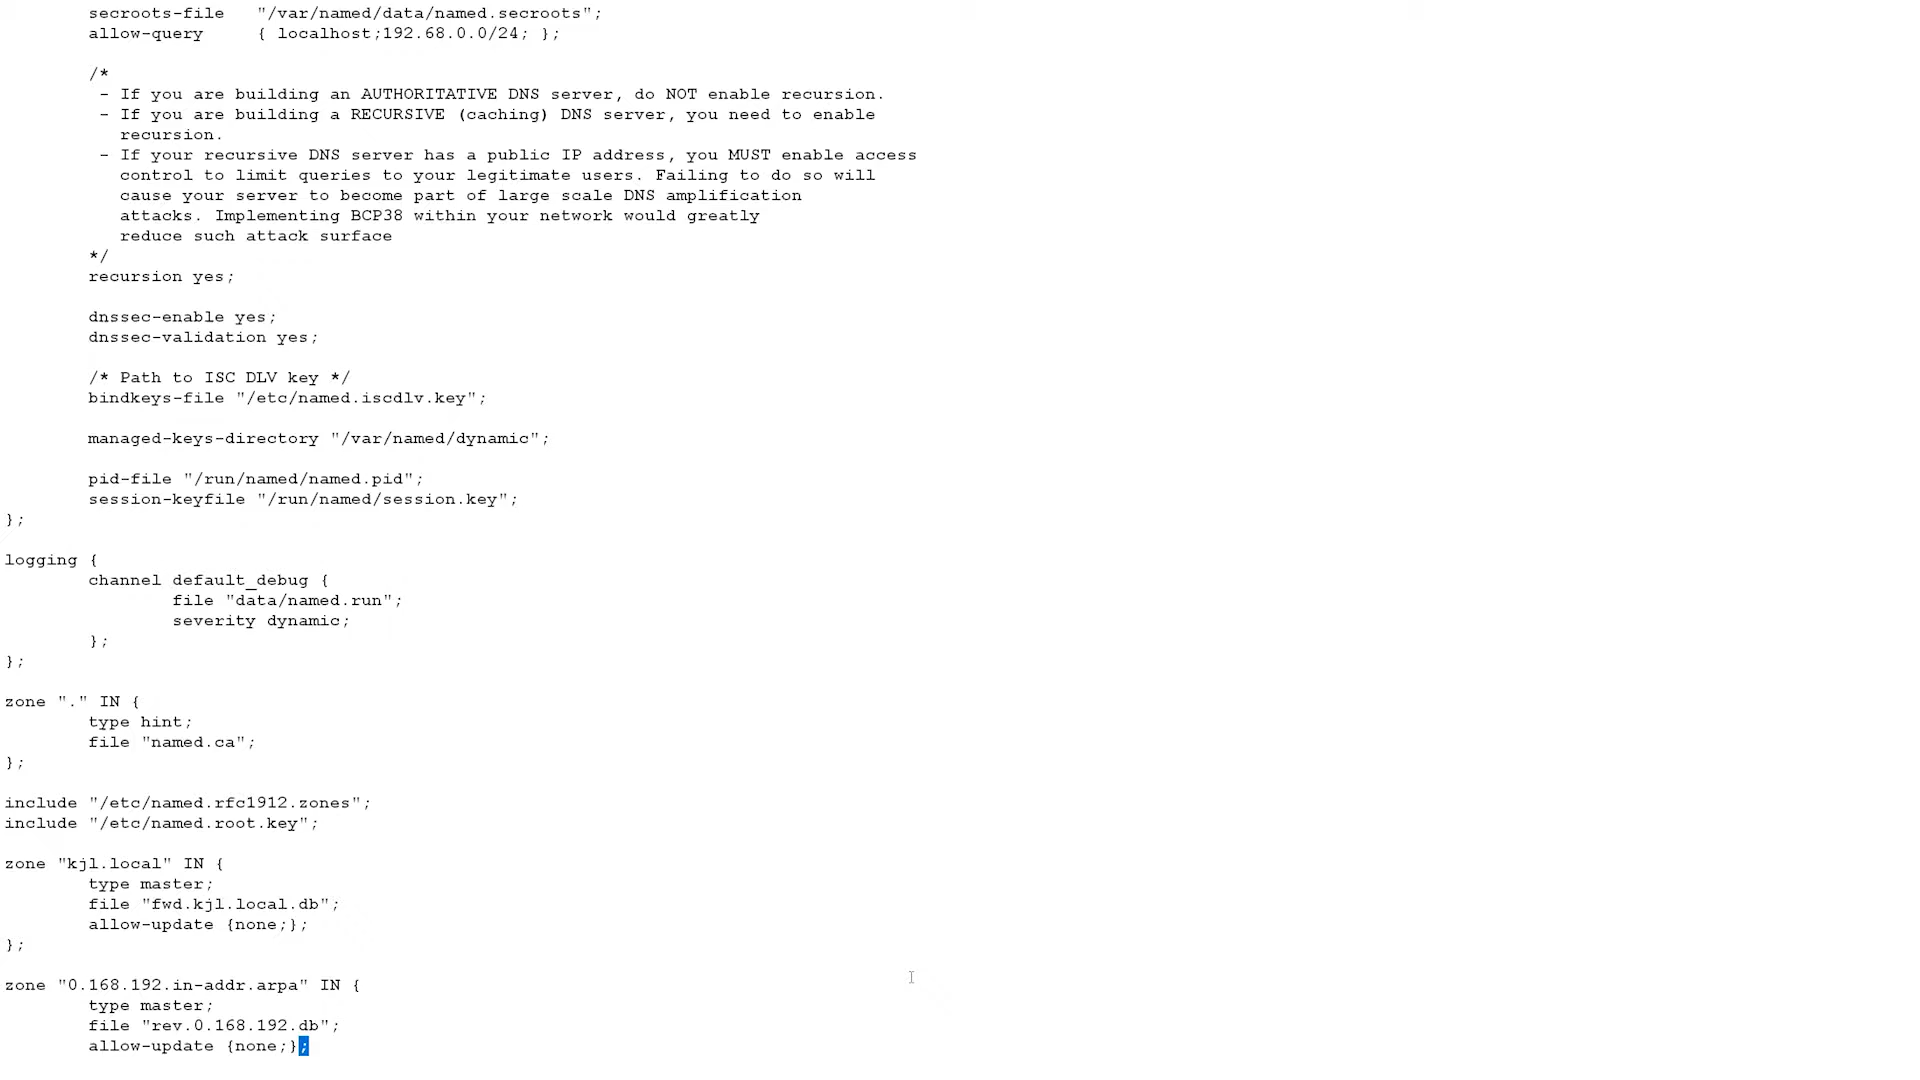 secroots-file   "/var/named/data/named.secroots";
allow-query     { localhost;192.68.0.0/24; };
/*
- If you are building an AUTHORITATIVE DNS server, do NOT enable recursion.
- If you are building a RECURSIVE (caching) DNS server, you need to enable
recursion.
- If your recursive DNS server has a public IP address, you MUST enable access
control to limit queries to your legitimate users. Failing to do so will
cause your server to become part of large scale DNS amplification
attacks. Implementing BCP38 within your network would greatly
reduce such attack surface
*/
recursion yes;
dnssec-enable yes;
dnssec-validation yes;
/* Path to ISC DLV key */
bindkeys-file "/etc/named.iscdlv.key";
managed-keys-directory "/var/named/dynamic";
pid-file "/run/named/named.pid";
session-keyfile "/run/named/session.key";
};
logging {
channel default_debug {
file "data/named.run";
severity dynamic;
};
};
zone "." IN {
type hint;
file "named.ca";
};
include "/etc/named.rfc1912.zones";
include "/etc/named.root.key";
zone "kjl.local" IN {
type master;
file "fwd.kjl.local.db";
allow-update {none;};
};
zone "0.168.192.in-addr.arpa" IN {
type master;
file "rev.0.168.192.db";
allow-update {none;};